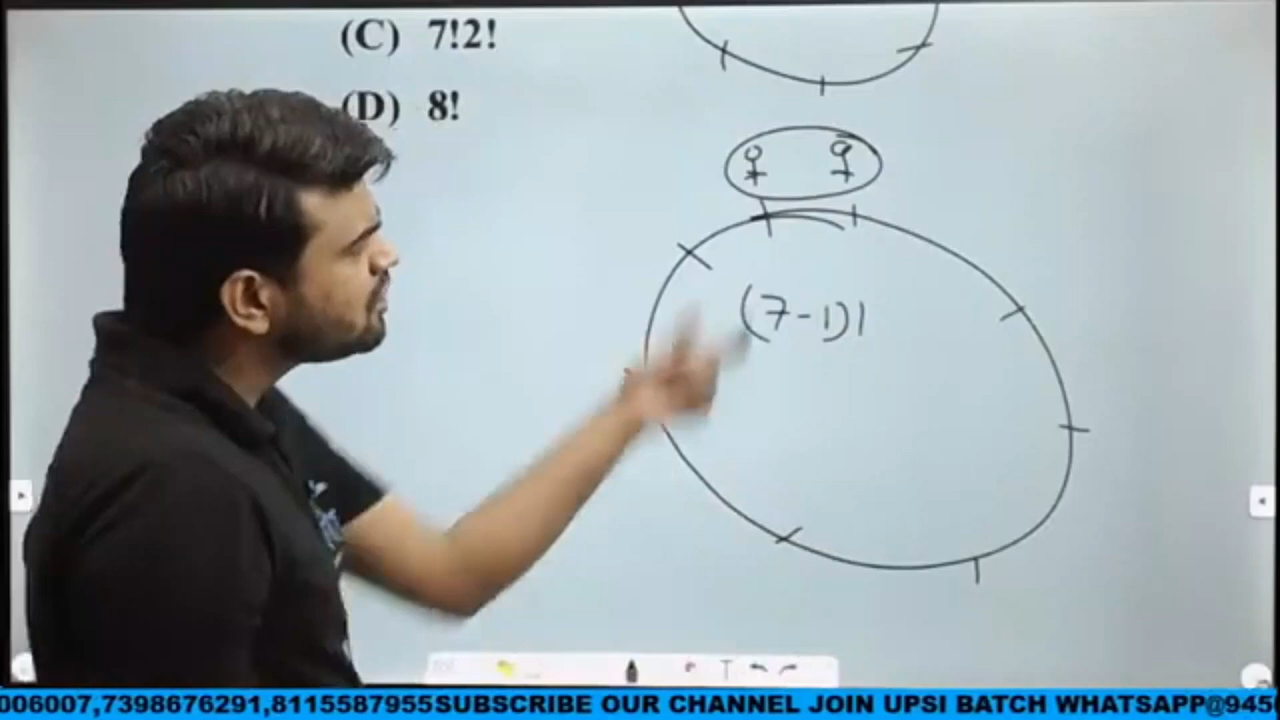 (C) 7!2!
(D) 8!
(7-1)!
006007,7398676291,8115587955SUBSCRIBE OUR CHANNEL JOIN UPSI BATCH WHATSAPP@945